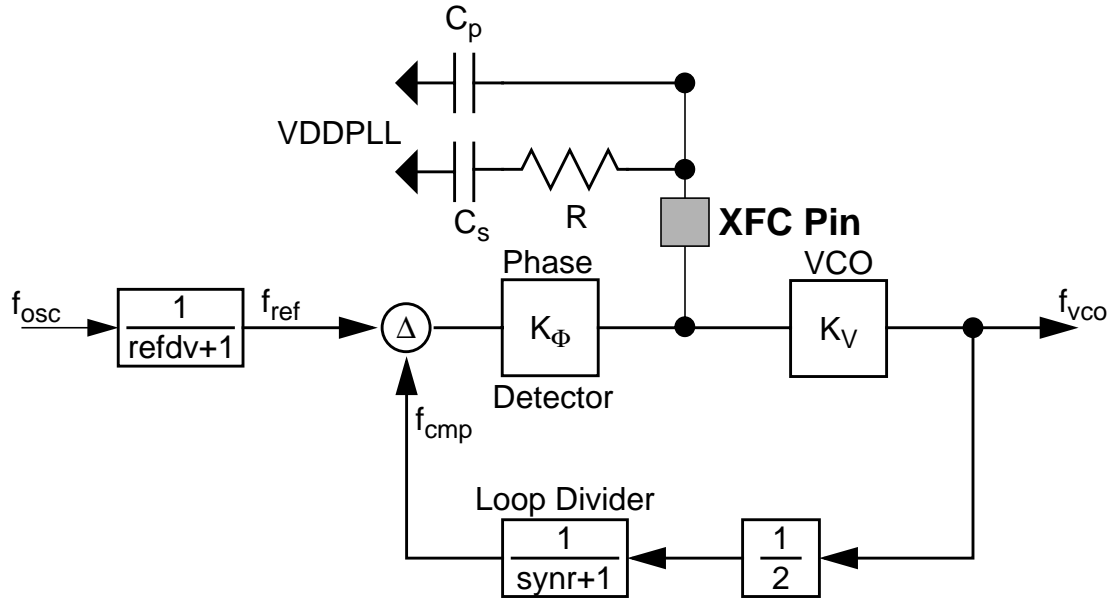 Cp
VDDPLL
Cs
R
XFC Pin
Phase
VCO
fosc
1
refdv+1
fref
Δ
KΦ
KV
fvco
Detector
fcmp
Loop Divider
1
synr+1
1
2